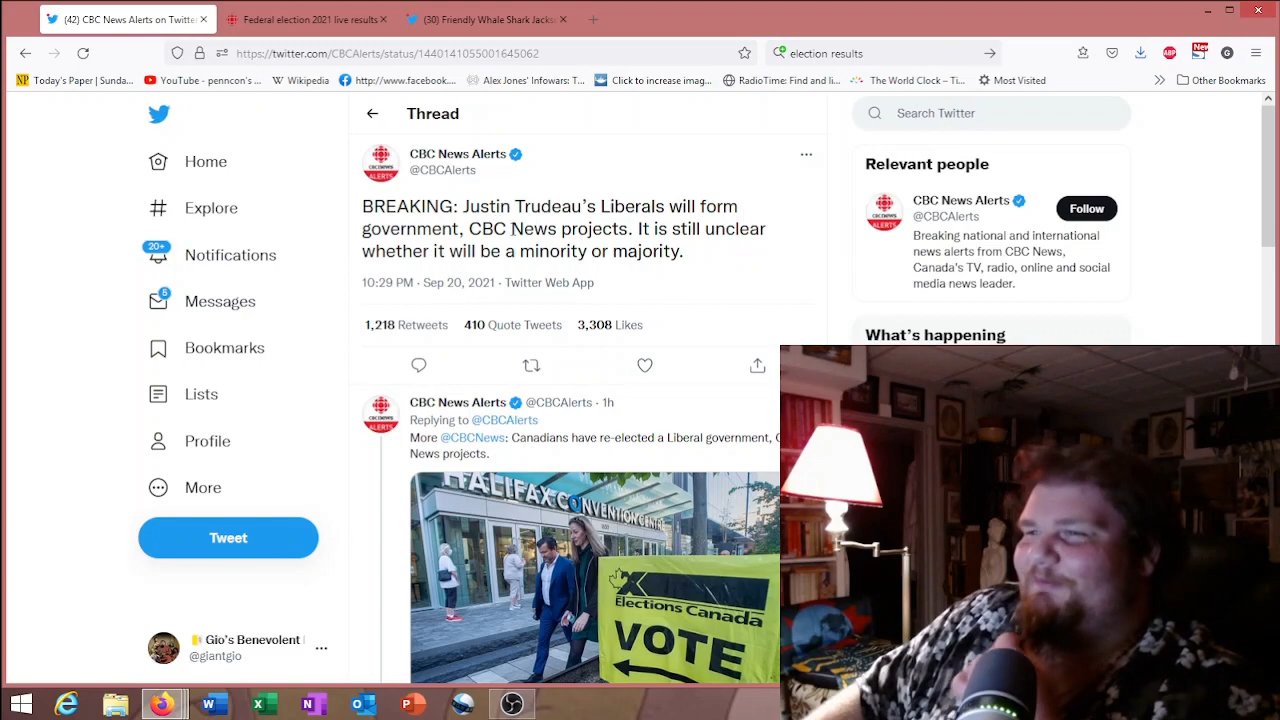 (42) CBC News Alerts on Twitte
Federal election 2021 live results
(30) Friendly Whale Shark Jacks
https://twitter.com/CBCAlerts/status/1440141055001645062
election results
ABP
New
G
NP Today's Paper | Sunda...
YouTube - penncon's ...
W Wikipedia
http://www.facebook....
Alex Jones' Infowars: T...
Click to increase imag...
RadioTime: Find and li...
The World Clock – Ti...
Most Visited
Other Bookmarks
Home
Explore
20+
Notifications
Messages
Bookmarks
Lists
Profile
More
Tweet
Gio's Benevolent
@giantgio
Thread
CBC News Alerts
@CBCAlerts
BREAKING: Justin Trudeau's Liberals will form
government, CBC News projects. It is still unclear
whether it will be a minority or majority.
10:29 PM · Sep 20, 2021 · Twitter Web App
1,218 Retweets 410 Quote Tweets 3,308 Likes
CBC News Alerts @CBCAlerts · 1h
Replying to @CBCAlerts
More @CBCNews: Canadians have re-elected a Liberal government,
News projects.
HALIFAX CONVENTION CENT
Elections Canada
VOTE
Search Twitter
Relevant people
CBC News Alerts
@CBCAlerts
Follow
Breaking national and international
news alerts from CBC News,
Canada's TV, radio, online and social
media news leader.
What's happening